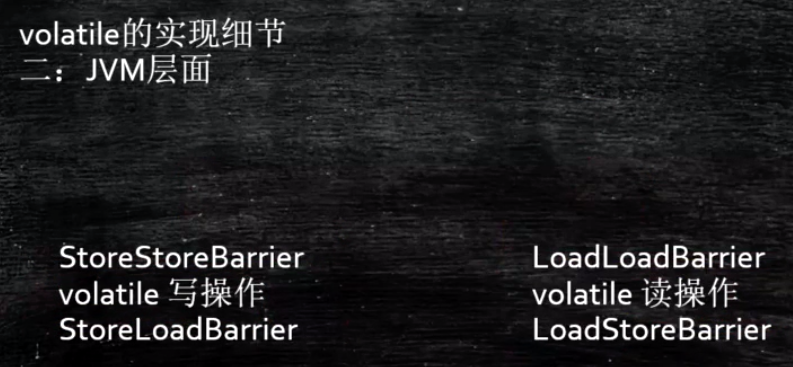 volatile的实现细节
二：JVM层面
StoreStoreBarrier
volatile 写操作
StoreLoadBarrier
LoadLoadBarrier
volatile 读操作
LoadStoreBarrier